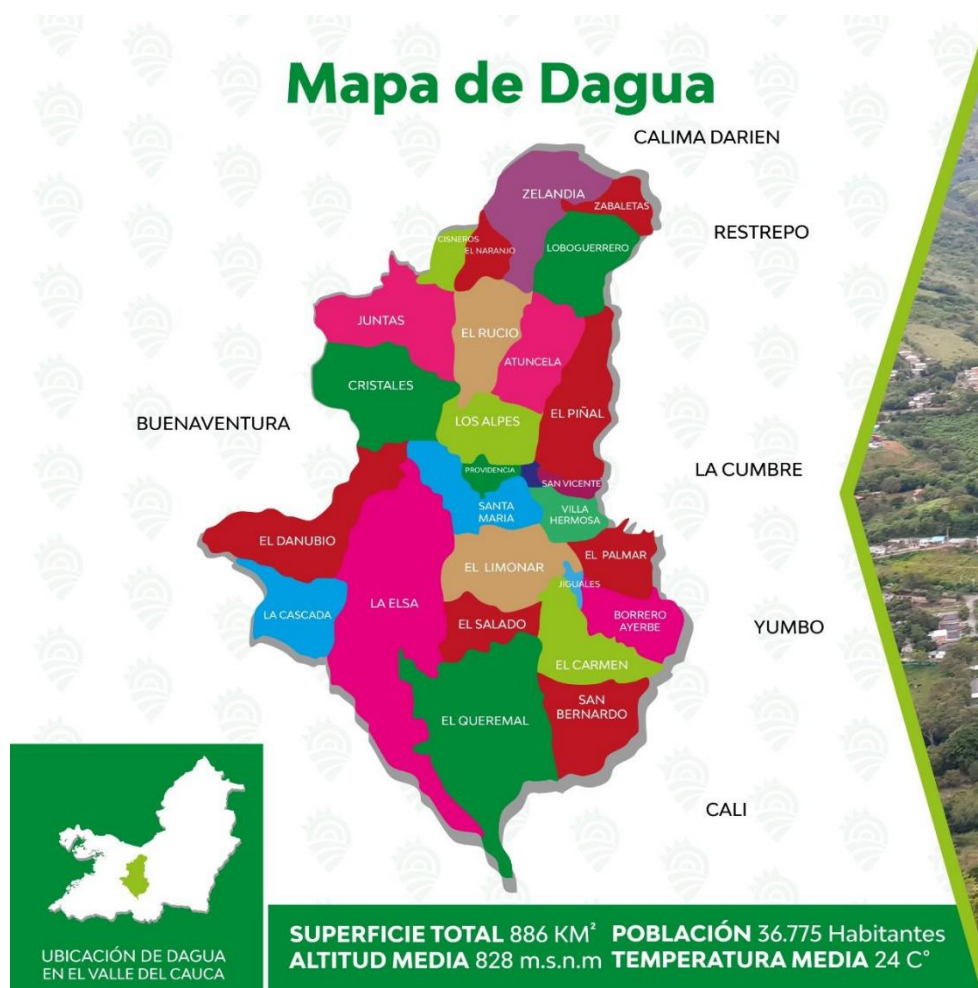 Mapa de Dagua
CALIMA DARIEN
ZELANDIA
ZABALETAS
RESTREPO
CISNEROS
EL NARANJO
LOBOGUERRERO
JUNTAS
EL RUCIO
ATUNCELA
CRISTALES
EL PIÑAL
BUENAVENTURA
LOS ALPES
PROVIDENCIA
LA CUMBRE
SAN VICENTE
SANTA
MARIA
VILLA
HERMOSA
EL DANUBIO
EL PALMAR
EL LIMONAR
JIGUALES
LA CASCADA
LA ELSA
BORRERO
AYERBE
EL SALADO
YUMBO
EL CARMEN
SAN
BERNARDO
EL QUEREMAL
CALI
UBICACIÓN DE DAGUA
EN EL VALLE DEL CAUCA
SUPERFICIE TOTAL 886 KM² POBLACIÓN 36.775 Habitantes
ALTITUD MEDIA 828 m.s.n.m TEMPERATURA MEDIA 24 C°